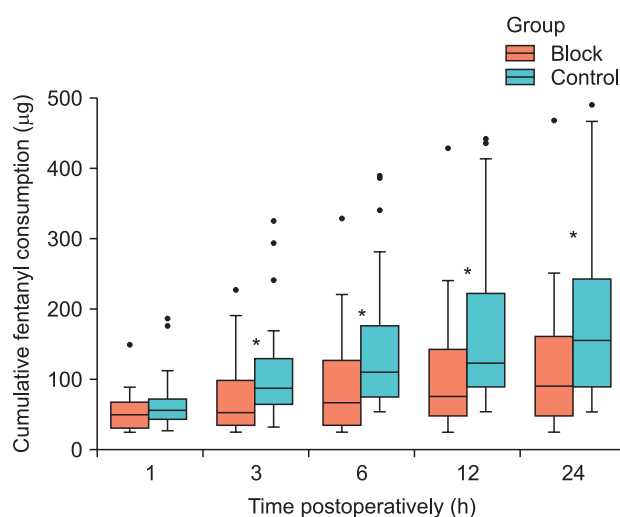 Group
Block
Control
Cumulative fentanyl consumption (µg)
500
400
300
200
100
0
*
*
*
*
1 3 6 12 24
Time postoperatively (h)